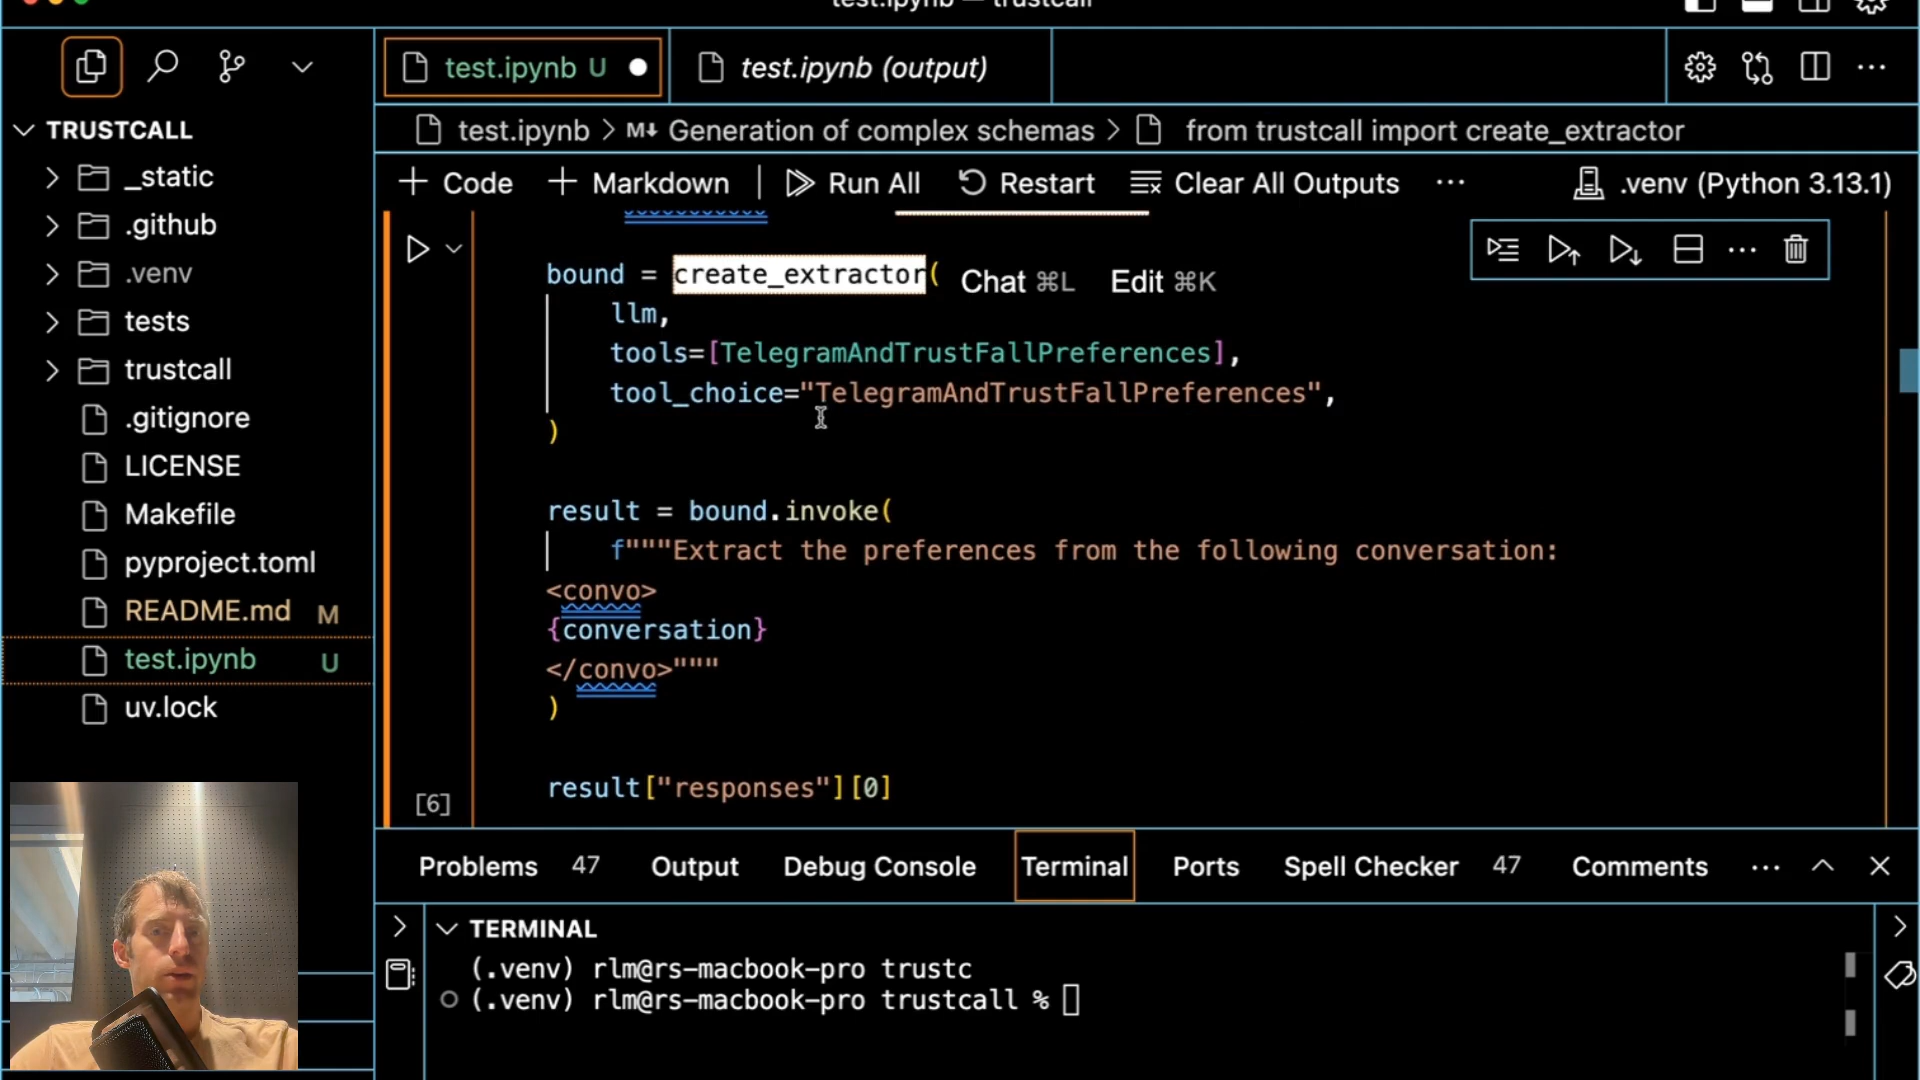 test.ipynb — trustcall
test.ipynb U
test.ipynb (output)
TRUSTCALL
_static
.github
.venv
tests
trustcall
.gitignore
LICENSE
Makefile
pyproject.toml
README.md M
test.ipynb U
uv.lock
test.ipynb > M↓ Generation of complex schemas > from trustcall import create_extractor
+ Code + Markdown | Run All Restart Clear All Outputs ··· .venv (Python 3.13.1)
bound = create_extractor( Chat ⌘L Edit ⌘K
llm,
tools=[TelegramAndTrustFallPreferences],
tool_choice="TelegramAndTrustFallPreferences",
)
result = bound.invoke(
f"""Extract the preferences from the following conversation:
<convo>
{conversation}
</convo>"""
)
result["responses"][0]
[6]
Problems 47 Output Debug Console Terminal Ports Spell Checker 47 Comments ···
TERMINAL
(.venv) rlm@rs-macbook-pro trustc
(.venv) rlm@rs-macbook-pro trustcall %